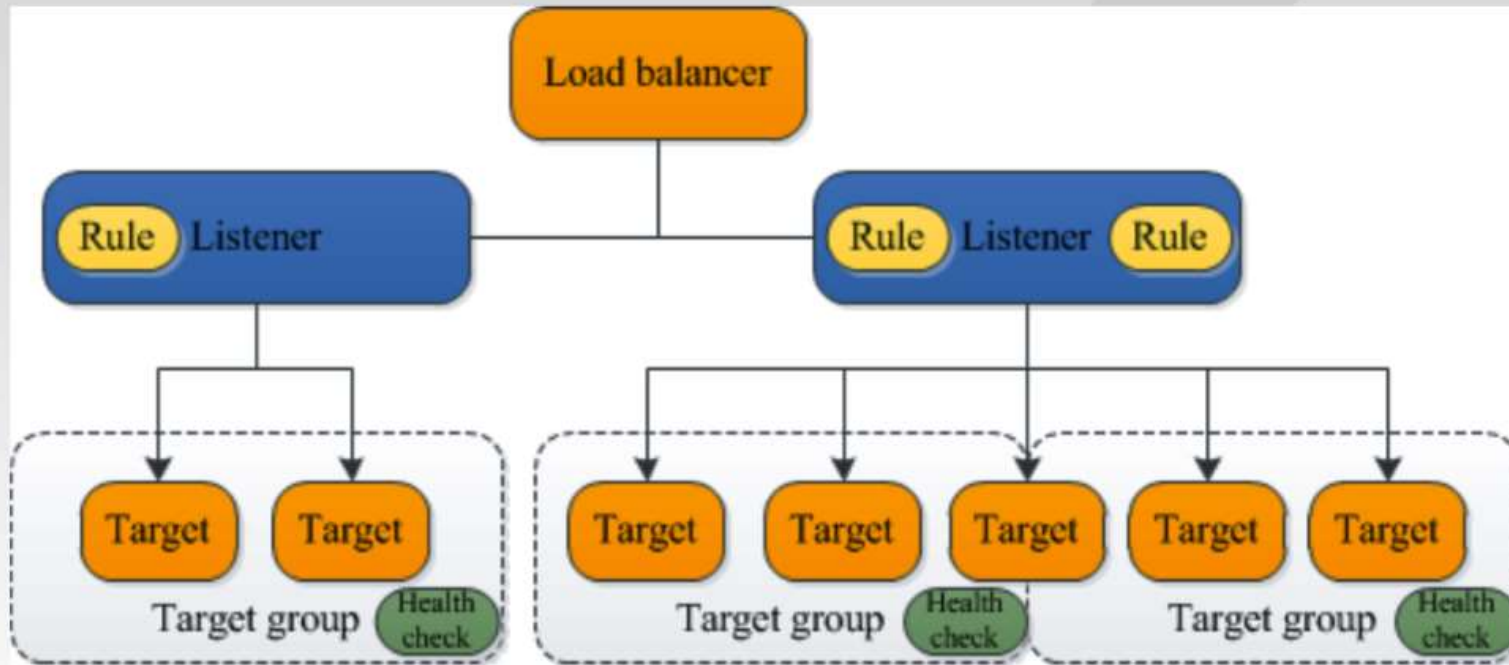 Load balancer
Rule Listener
Rule Listener Rule
Target Target
Target Target Target Target Target
Target group Health check
Target group Health check
Target group Health check